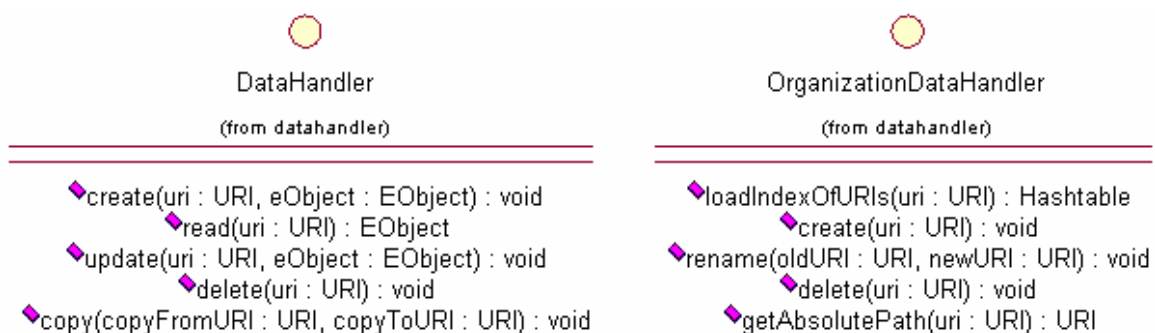 DataHandler
(from datahandler)
create(uri : URI, eObject : EObject) : void
read(uri : URI) : EObject
update(uri : URI, eObject : EObject) : void
delete(uri : URI) : void
copy(copyFromURI : URI, copyToURI : URI) : void
OrganizationDataHandler
(from datahandler)
loadIndexOfURIs(uri : URI) : Hashtable
create(uri : URI) : void
rename(oldURI : URI, newURI : URI) : void
delete(uri : URI) : void
getAbsolutePath(uri : URI) : URI